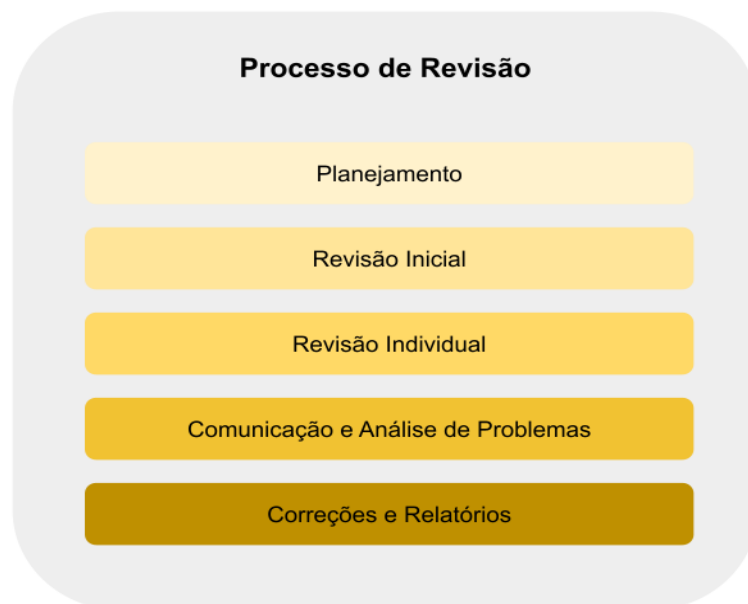 Processo de Revisão
Planejamento
Revisão Inicial
Revisão Individual
Comunicação e Análise de Problemas
Correções e Relatórios